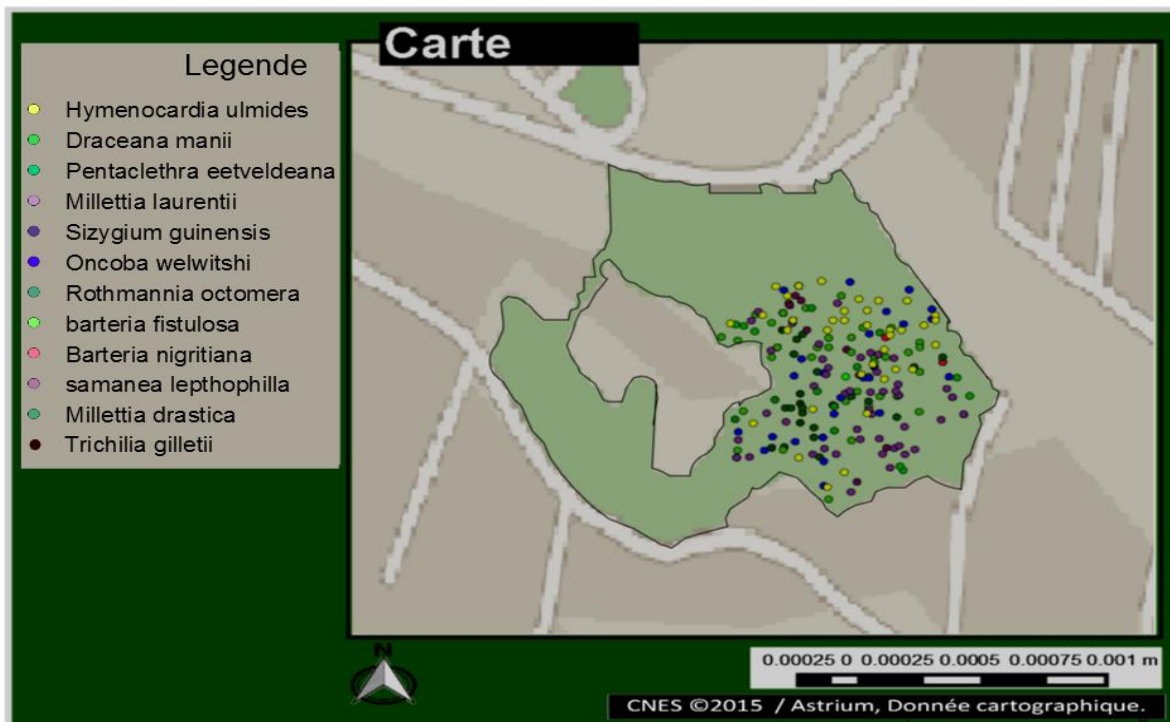 Carte
Legende
Hymenocardia ulmides
Draceana manii
Pentaclethra eetveldeana
Millettia laurentii
Sizygium guinensis
Oncoba welwitshi
Rothmannia octomera
barteria fistulosa
Barteria nigritiana
samanea lepthophilla
Millettia drastica
Trichilia gilletii
N
0.00025 0 0.00025 0.0005 0.00075 0.001 m
CNES ©2015 / Astrium, Donnée cartographique.